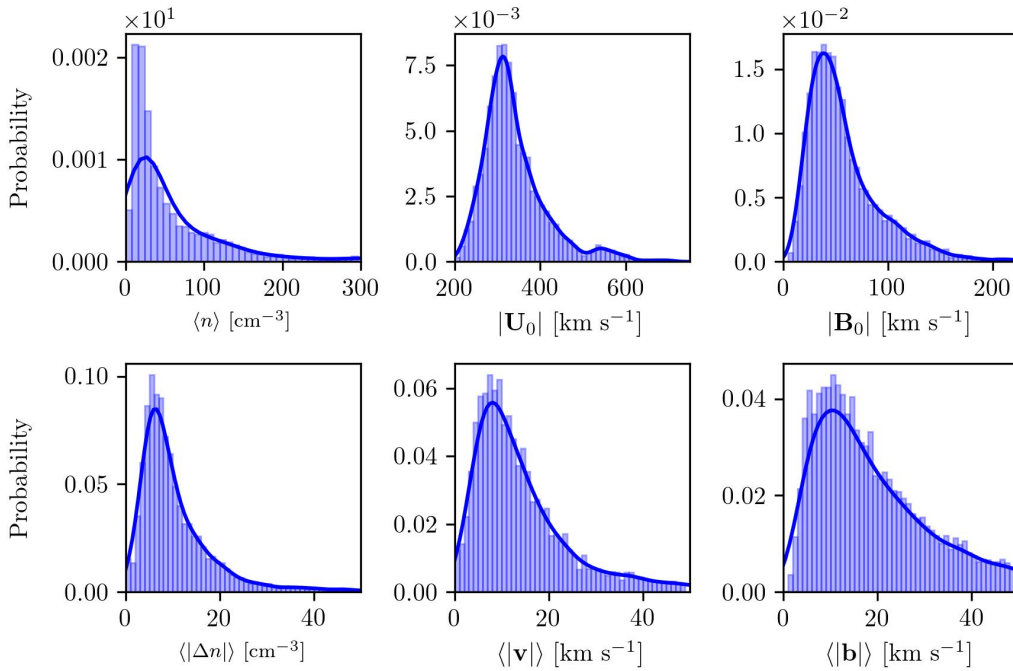 ×10¹ ×10⁻³ ×10⁻²
Probability
0.002
0.001
0.000
0 100 200 300
⟨n⟩ [cm⁻³]
7.5
5.0
2.5
0.0
200 400 600
|U₀| [km s⁻¹]
1.5
1.0
0.5
0.0
0 100 200
|B₀| [km s⁻¹]
Probability
0.10
0.05
0.00
0 20 40
⟨|Δn|⟩ [cm⁻³]
0.06
0.04
0.02
0.00
0 20 40
⟨|v|⟩ [km s⁻¹]
0.04
0.02
0.00
0 20 40
⟨|b|⟩ [km s⁻¹]